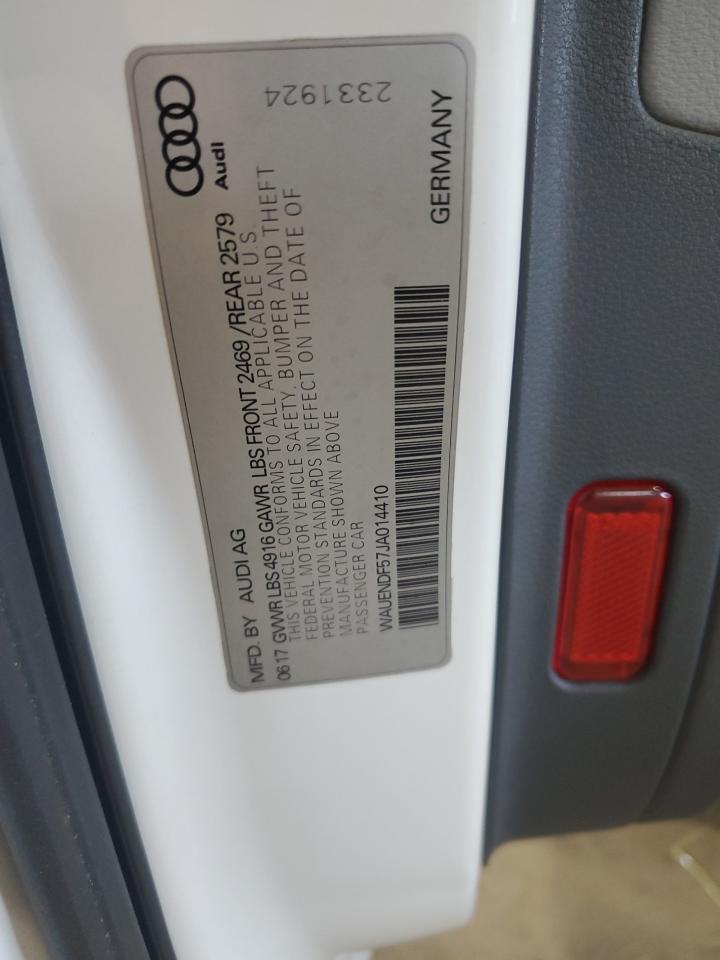 MFD. BY AUDI AG
Audi
0617 GVWR LBS 4916 GAWR LBS FRONT 2469 /REAR 2579
THIS VEHICLE CONFORMS TO ALL APPLICABLE U.S.
FEDERAL MOTOR VEHICLE SAFETY, BUMPER AND THEFT
PREVENTION STANDARDS IN EFFECT ON THE DATE OF
MANUFACTURE SHOWN ABOVE
PASSENGER CAR
WAUENDF57JA014410
2331924
GERMANY